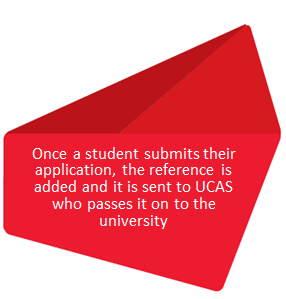 Once a student submits their
application, the reference is
added and it is sent to UCAS
who passes it on to the
university